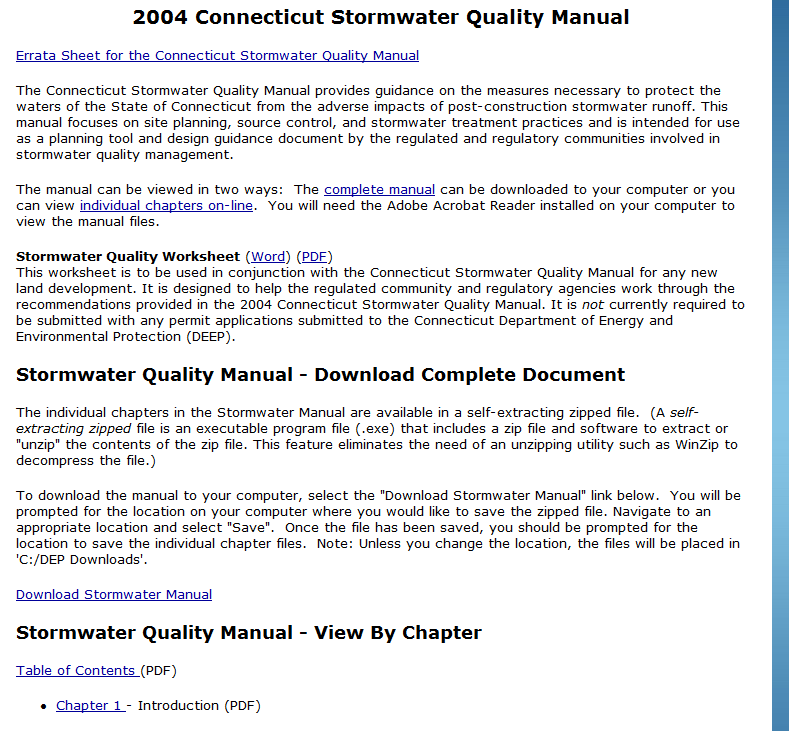 2004 Connecticut Stormwater Quality Manual
Errata Sheet for the Connecticut Stormwater Quality Manual
The Connecticut Stormwater Quality Manual provides guidance on the measures necessary to protect the
waters of the State of Connecticut from the adverse impacts of post-construction stormwater runoff. This
manual focuses on site planning, source control, and stormwater treatment practices and is intended for use
as a planning tool and design guidance document by the regulated and regulatory communities involved in
stormwater quality management.
The manual can be viewed in two ways:  The complete manual can be downloaded to your computer or you
can view individual chapters on-line.  You will need the Adobe Acrobat Reader installed on your computer to
view the manual files.
Stormwater Quality Worksheet (Word) (PDF)
This worksheet is to be used in conjunction with the Connecticut Stormwater Quality Manual for any new
land development. It is designed to help the regulated community and regulatory agencies work through the
recommendations provided in the 2004 Connecticut Stormwater Quality Manual. It is not currently required to
be submitted with any permit applications submitted to the Connecticut Department of Energy and
Environmental Protection (DEEP).
Stormwater Quality Manual - Download Complete Document
The individual chapters in the Stormwater Manual are available in a self-extracting zipped file.  (A self-
extracting zipped file is an executable program file (.exe) that includes a zip file and software to extract or
"unzip" the contents of the zip file. This feature eliminates the need of an unzipping utility such as WinZip to
decompress the file.)
To download the manual to your computer, select the "Download Stormwater Manual" link below.  You will be
prompted for the location on your computer where you would like to save the zipped file. Navigate to an
appropriate location and select "Save".  Once the file has been saved, you should be prompted for the
location to save the individual chapter files.  Note: Unless you change the location, the files will be placed in
'C:/DEP Downloads'.
Download Stormwater Manual
Stormwater Quality Manual - View By Chapter
Table of Contents (PDF)
• Chapter 1 - Introduction (PDF)